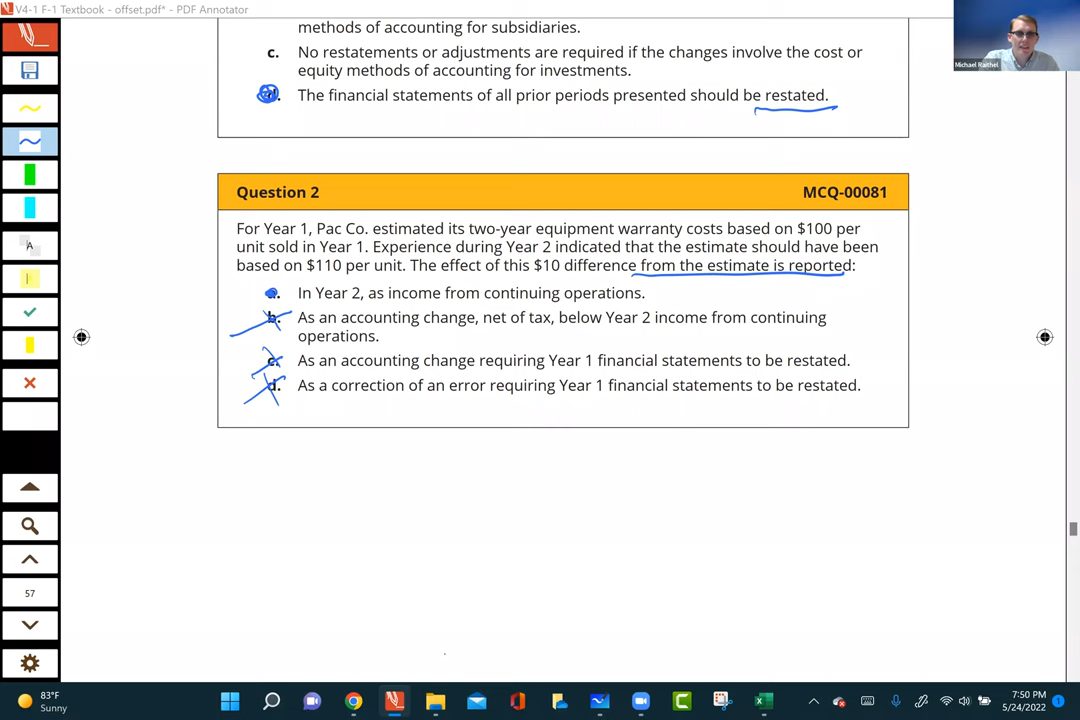 V4-1 F-1 Textbook - offset.pdf* - PDF Annotator
methods of accounting for subsidiaries.
c. No restatements or adjustments are required if the changes involve the cost or
equity methods of accounting for investments.
d. The financial statements of all prior periods presented should be restated.
Michael Raithel
Question 2 MCQ-00081
For Year 1, Pac Co. estimated its two-year equipment warranty costs based on $100 per
unit sold in Year 1. Experience during Year 2 indicated that the estimate should have been
based on $110 per unit. The effect of this $10 difference from the estimate is reported:
a. In Year 2, as income from continuing operations.
b. As an accounting change, net of tax, below Year 2 income from continuing
operations.
c. As an accounting change requiring Year 1 financial statements to be restated.
d. As a correction of an error requiring Year 1 financial statements to be restated.
A
57
83°F
Sunny
7:50 PM
5/24/2022
1